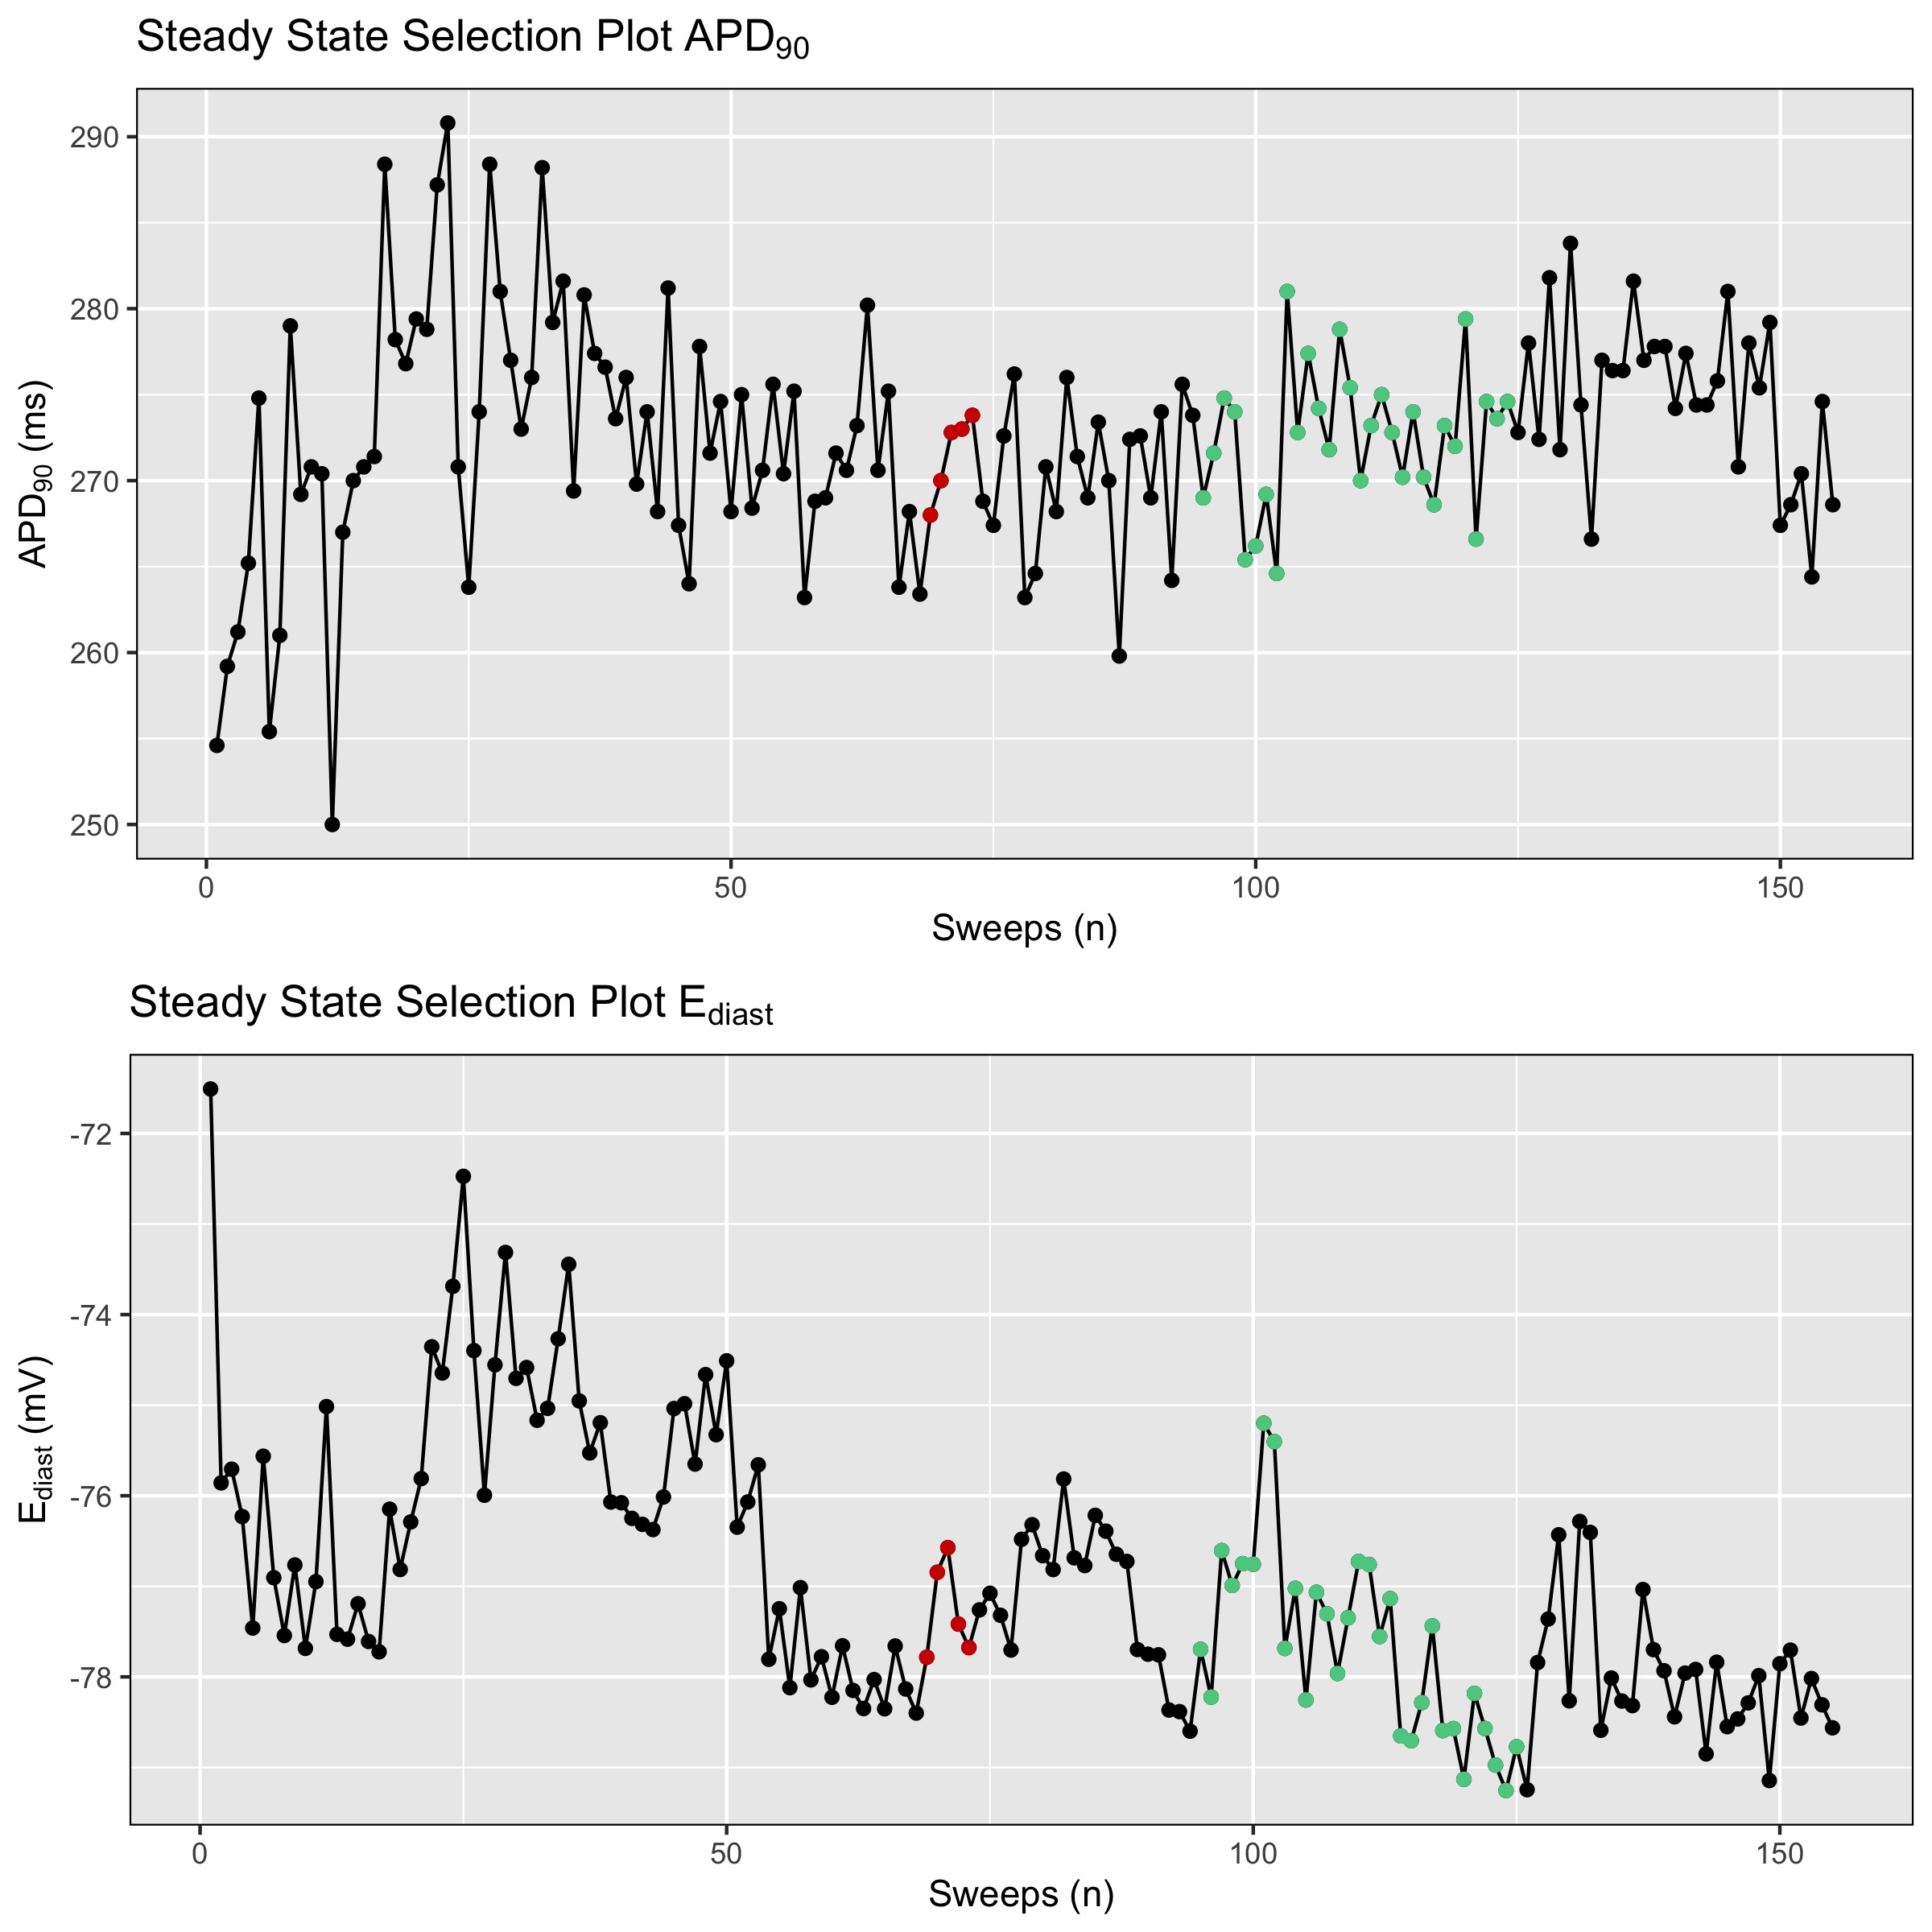 Steady State Selection Plot APD90
290
280
270
260
250
APD90 (ms)
0 50 100 150
Sweeps (n)
Steady State Selection Plot Ediast
-72
-74
-76
-78
Ediast (mV)
0 50 100 150
Sweeps (n)